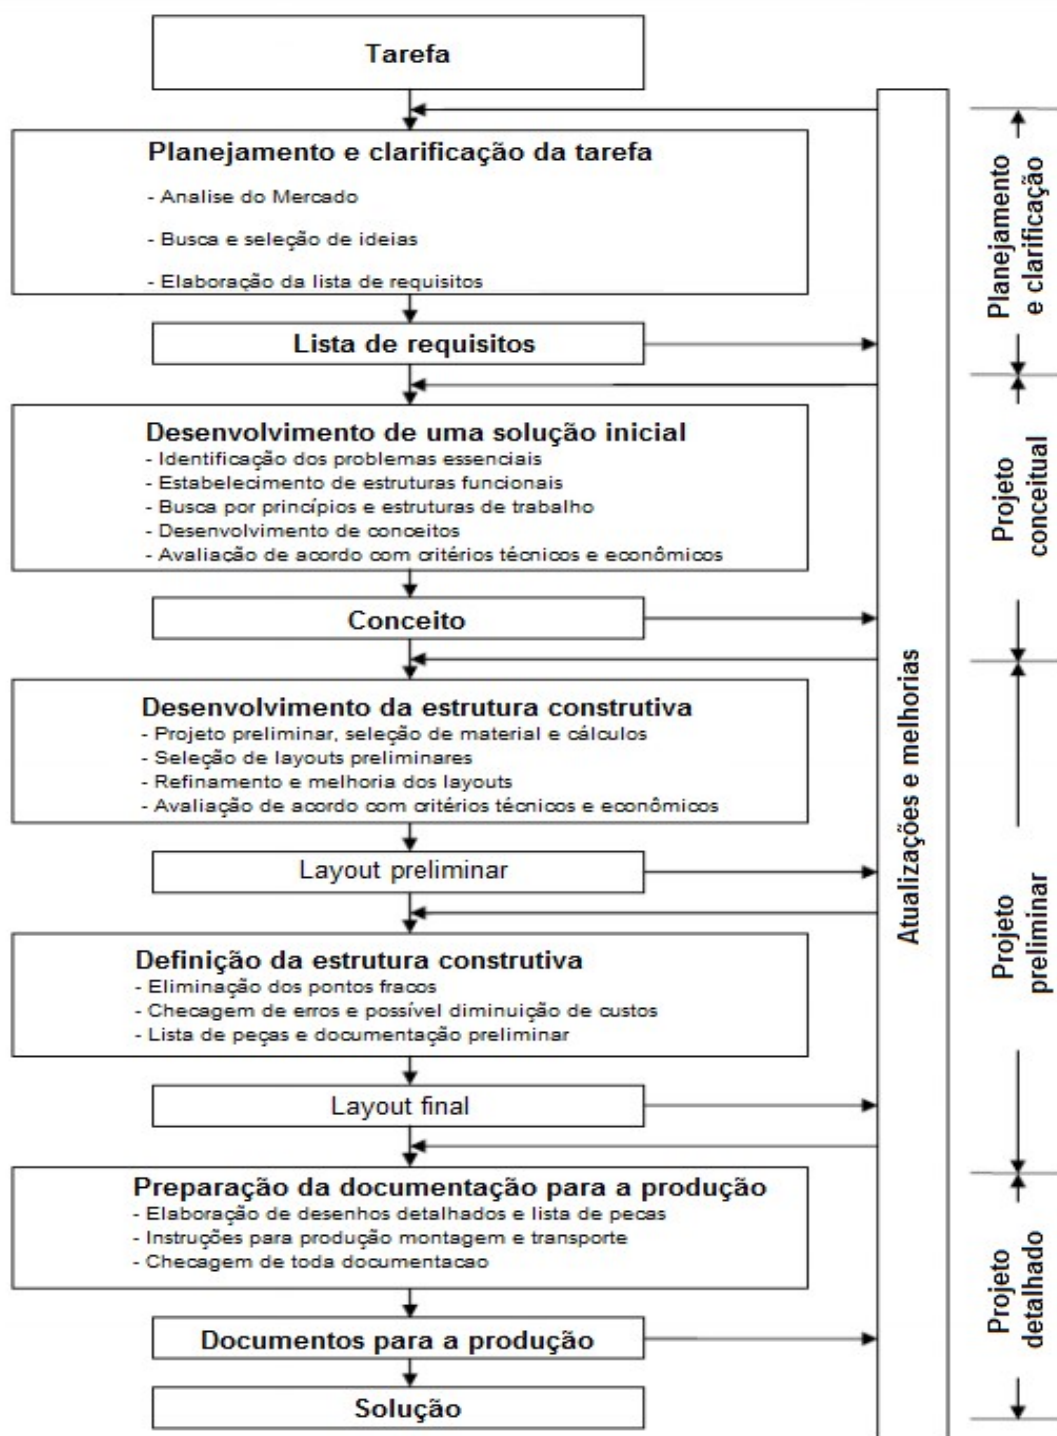 Tarefa
Planejamento e clarificação da tarefa
- Analise do Mercado
- Busca e seleção de ideias
- Elaboração da lista de requisitos
Lista de requisitos
Desenvolvimento de uma solução inicial
- Identificação dos problemas essenciais
- Estabelecimento de estruturas funcionais
- Busca por princípios e estruturas de trabalho
- Desenvolvimento de conceitos
- Avaliação de acordo com critérios técnicos e econômicos
Conceito
Desenvolvimento da estrutura construtiva
- Projeto preliminar, seleção de material e cálculos
- Seleção de layouts preliminares
- Refinamento e melhoria dos layouts
- Avaliação de acordo com critérios técnicos e econômicos
Layout preliminar
Definição da estrutura construtiva
- Eliminação dos pontos fracos
- Checagem de erros e possível diminuição de custos
- Lista de peças e documentação preliminar
Layout final
Preparação da documentação para a produção
- Elaboração de desenhos detalhados e lista de pecas
- Instruções para produção montagem e transporte
- Checagem de toda documentacao
Documentos para a produção
Solução
Atualizações e melhorias
Planejamento
e clarificação
Projeto
conceitual
Projeto
preliminar
Projeto
detalhado